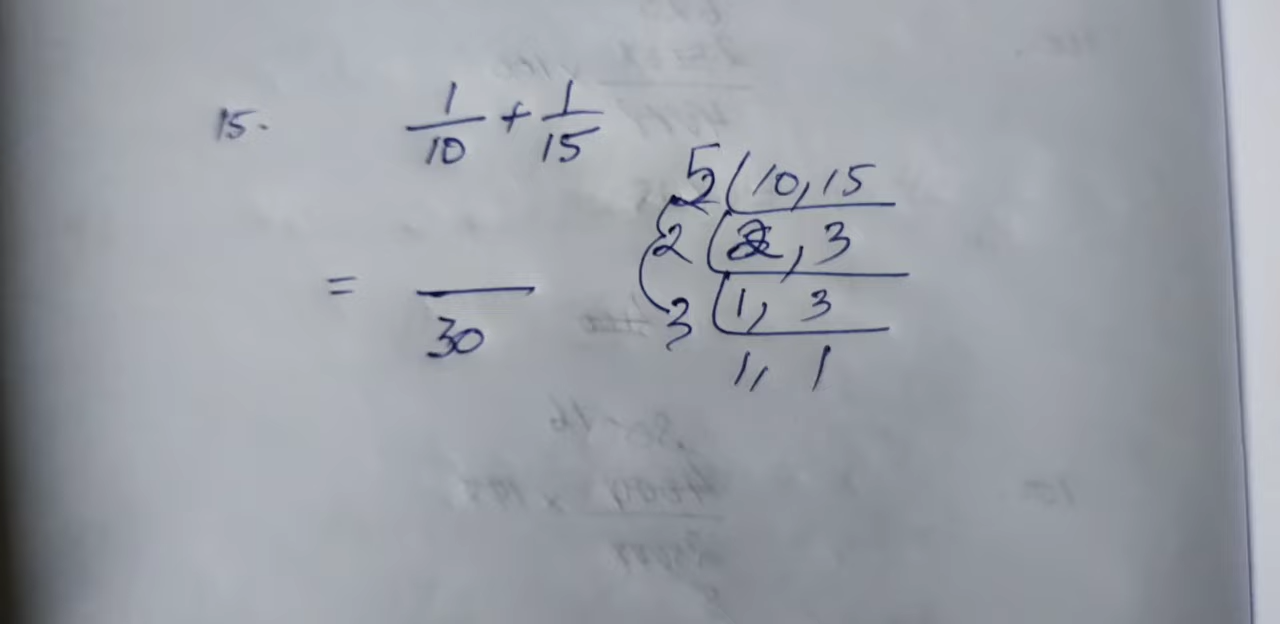 15. 1/10 + 1/15
5 ( 10, 15
2 ( 2, 3
= /30
3 ( 1, 3
1, 1